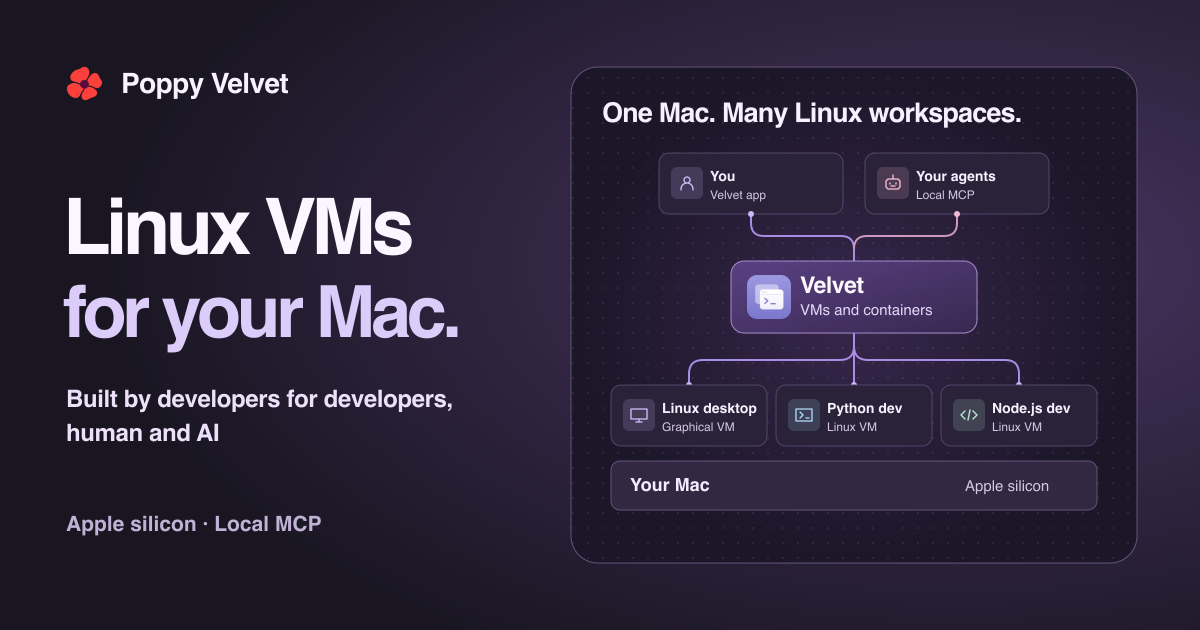 Poppy Velvet
Linux VMs
for your Mac.
Built by developers for developers,
human and AI
Apple silicon · Local MCP
One Mac. Many Linux workspaces.
You
Velvet app
Your agents
Local MCP
Velvet
VMs and containers
Linux desktop
Graphical VM
Python dev
Linux VM
Node.js dev
Linux VM
Your Mac
Apple silicon